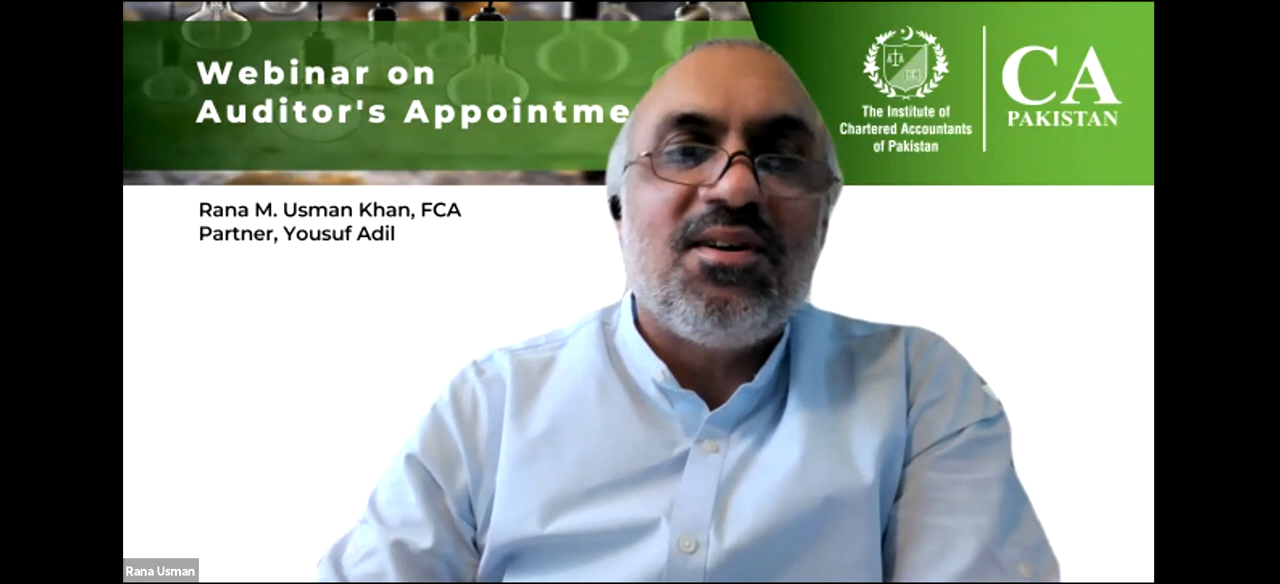 Webinar on
Auditor's Appointme
The Institute of
Chartered Accountants
of Pakistan
CA
PAKISTAN
Rana M. Usman Khan, FCA
Partner, Yousuf Adil
Rana Usman